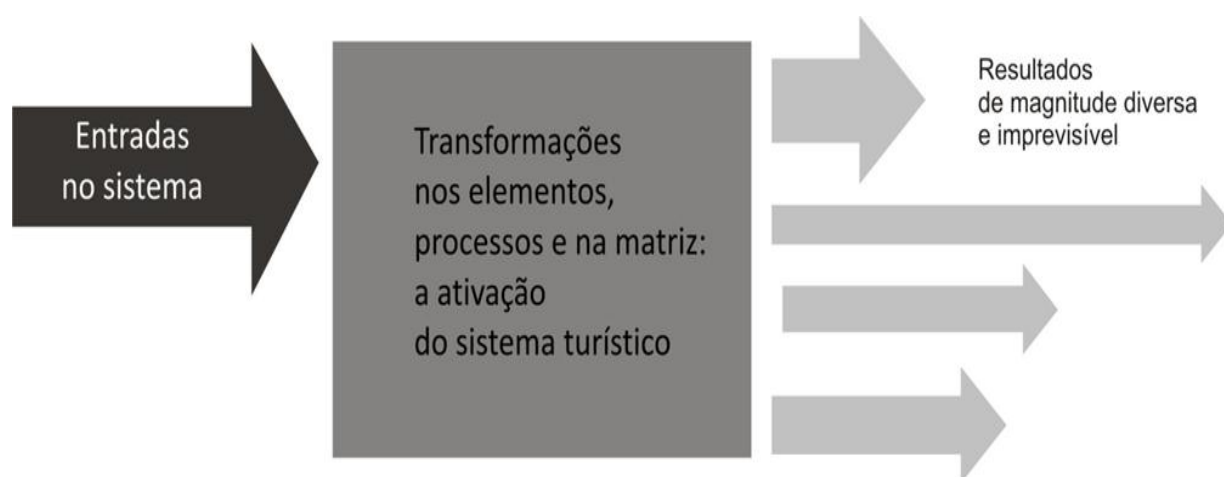 Entradas
no sistema
Transformações
nos elementos,
processos e na matriz:
a ativação
do sistema turístico
Resultados
de magnitude diversa
e imprevisível